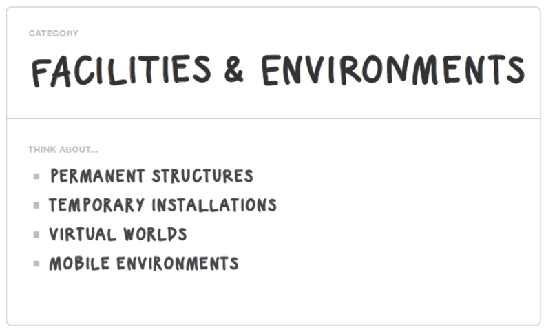 CATEGORY
FACILITIES & ENVIRONMENTS
THINK ABOUT...
PERMANENT STRUCTURES
TEMPORARY INSTALLATIONS
VIRTUAL WORLDS
MOBILE ENVIRONMENTS